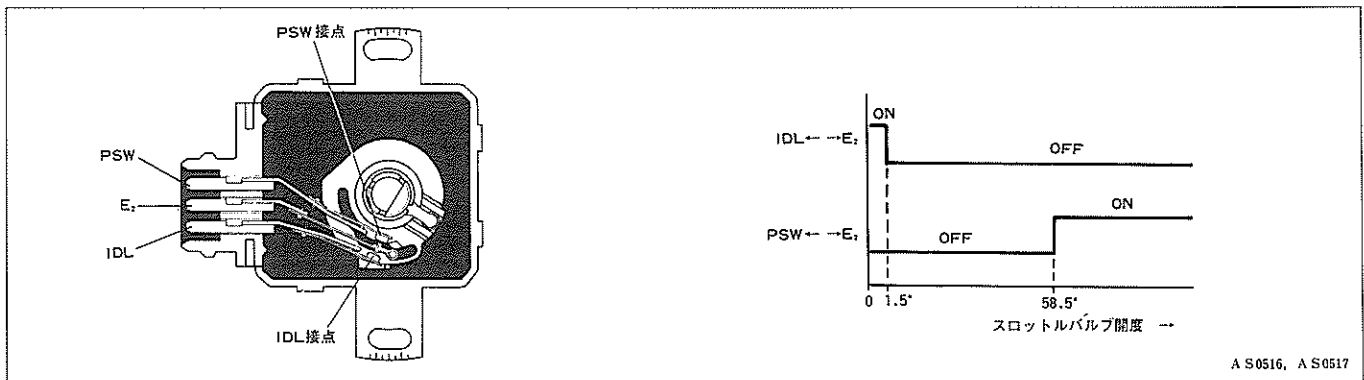 PSW接点
PSW
E₂
IDL
IDL接点
ON
IDL← →E₂
OFF
ON
PSW← →E₂
OFF
0
1.5°
58.5°
スロットルバルブ開度 →
A S0516, A S0517